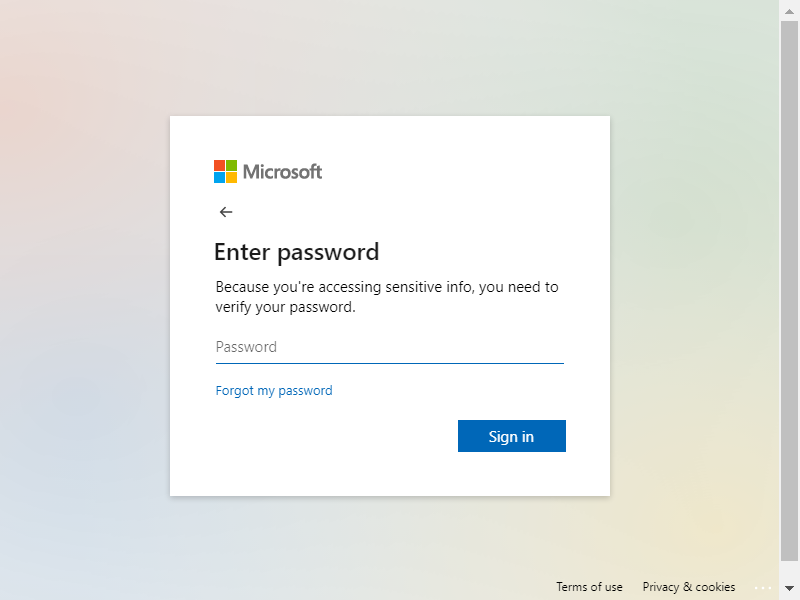 Microsoft
Enter password
Because you're accessing sensitive info, you need to
verify your password.
Password
Forgot my password
Sign in
Terms of use
Privacy & cookies
...